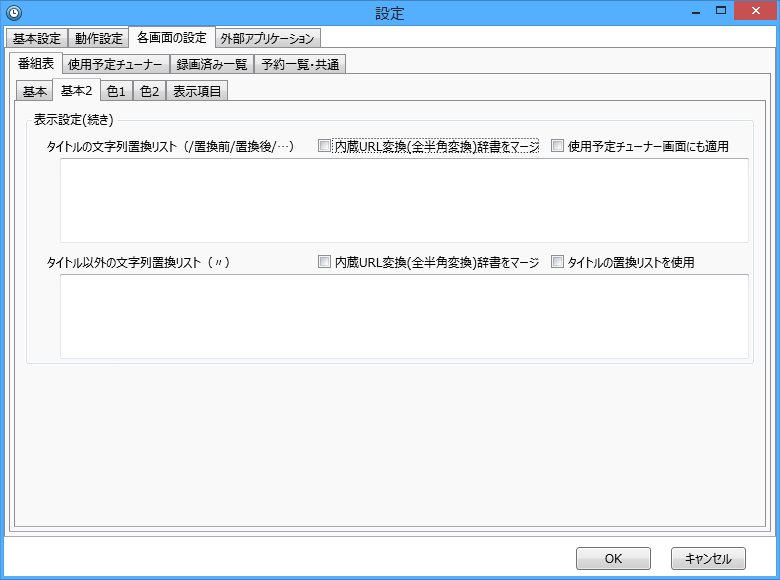 設定
基本設定 動作設定 各画面の設定 外部アプリケーション
番組表 使用予定チューナー 録画済み一覧 予約一覧・共通
基本 基本2 色1 色2 表示項目
表示設定(続き)
タイトルの文字列置換リスト（/置換前/置換後/…） 内蔵URL変換(全半角変換)辞書をマージ 使用予定チューナー画面にも適用
タイトル以外の文字列置換リスト（〃） 内蔵URL変換(全半角変換)辞書をマージ タイトルの置換リストを使用
OK キャンセル